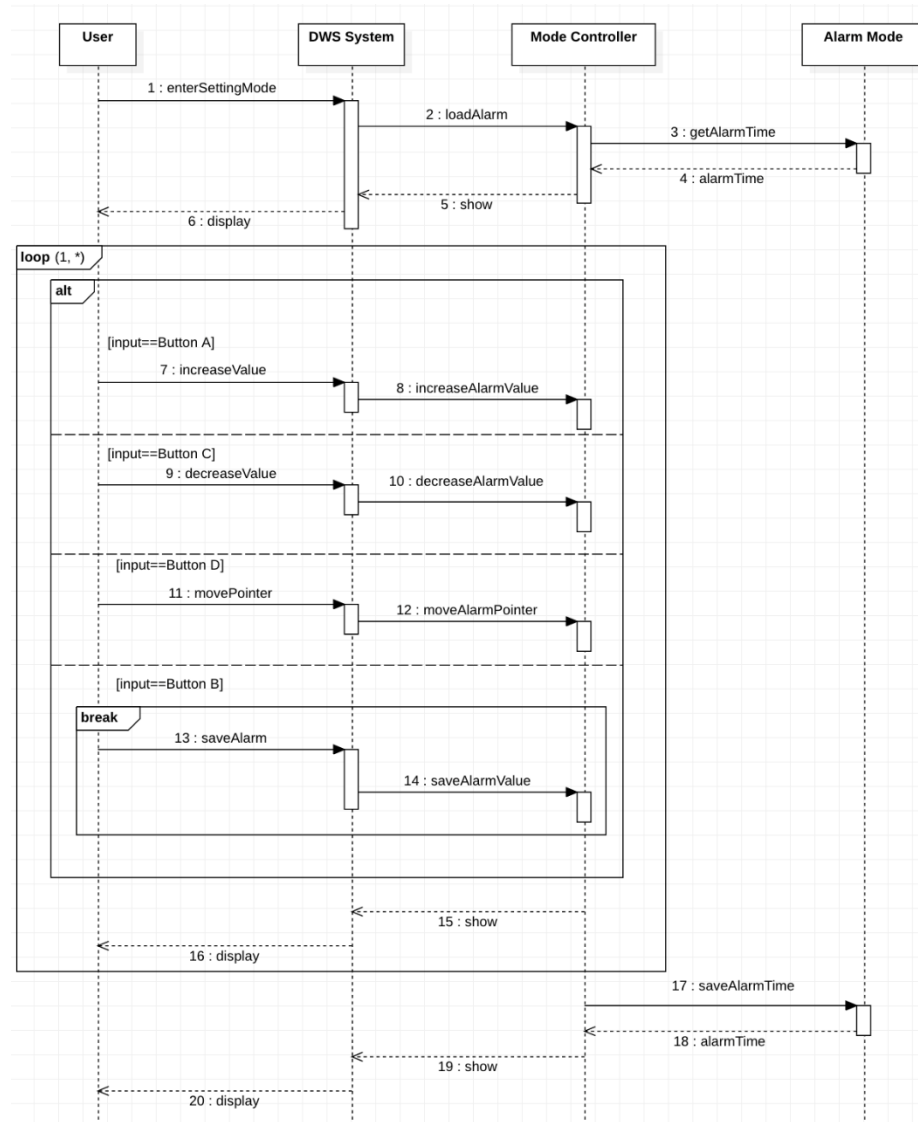 User
DWS System
Mode Controller
Alarm Mode
1 : enterSettingMode
2 : loadAlarm
3 : getAlarmTime
4 : alarmTime
5 : show
6 : display
loop (1, *)
alt
[input==Button A]
7 : increaseValue
8 : increaseAlarmValue
[input==Button C]
9 : decreaseValue
10 : decreaseAlarmValue
[input==Button D]
11 : movePointer
12 : moveAlarmPointer
[input==Button B]
break
13 : saveAlarm
14 : saveAlarmValue
15 : show
16 : display
17 : saveAlarmTime
18 : alarmTime
19 : show
20 : display